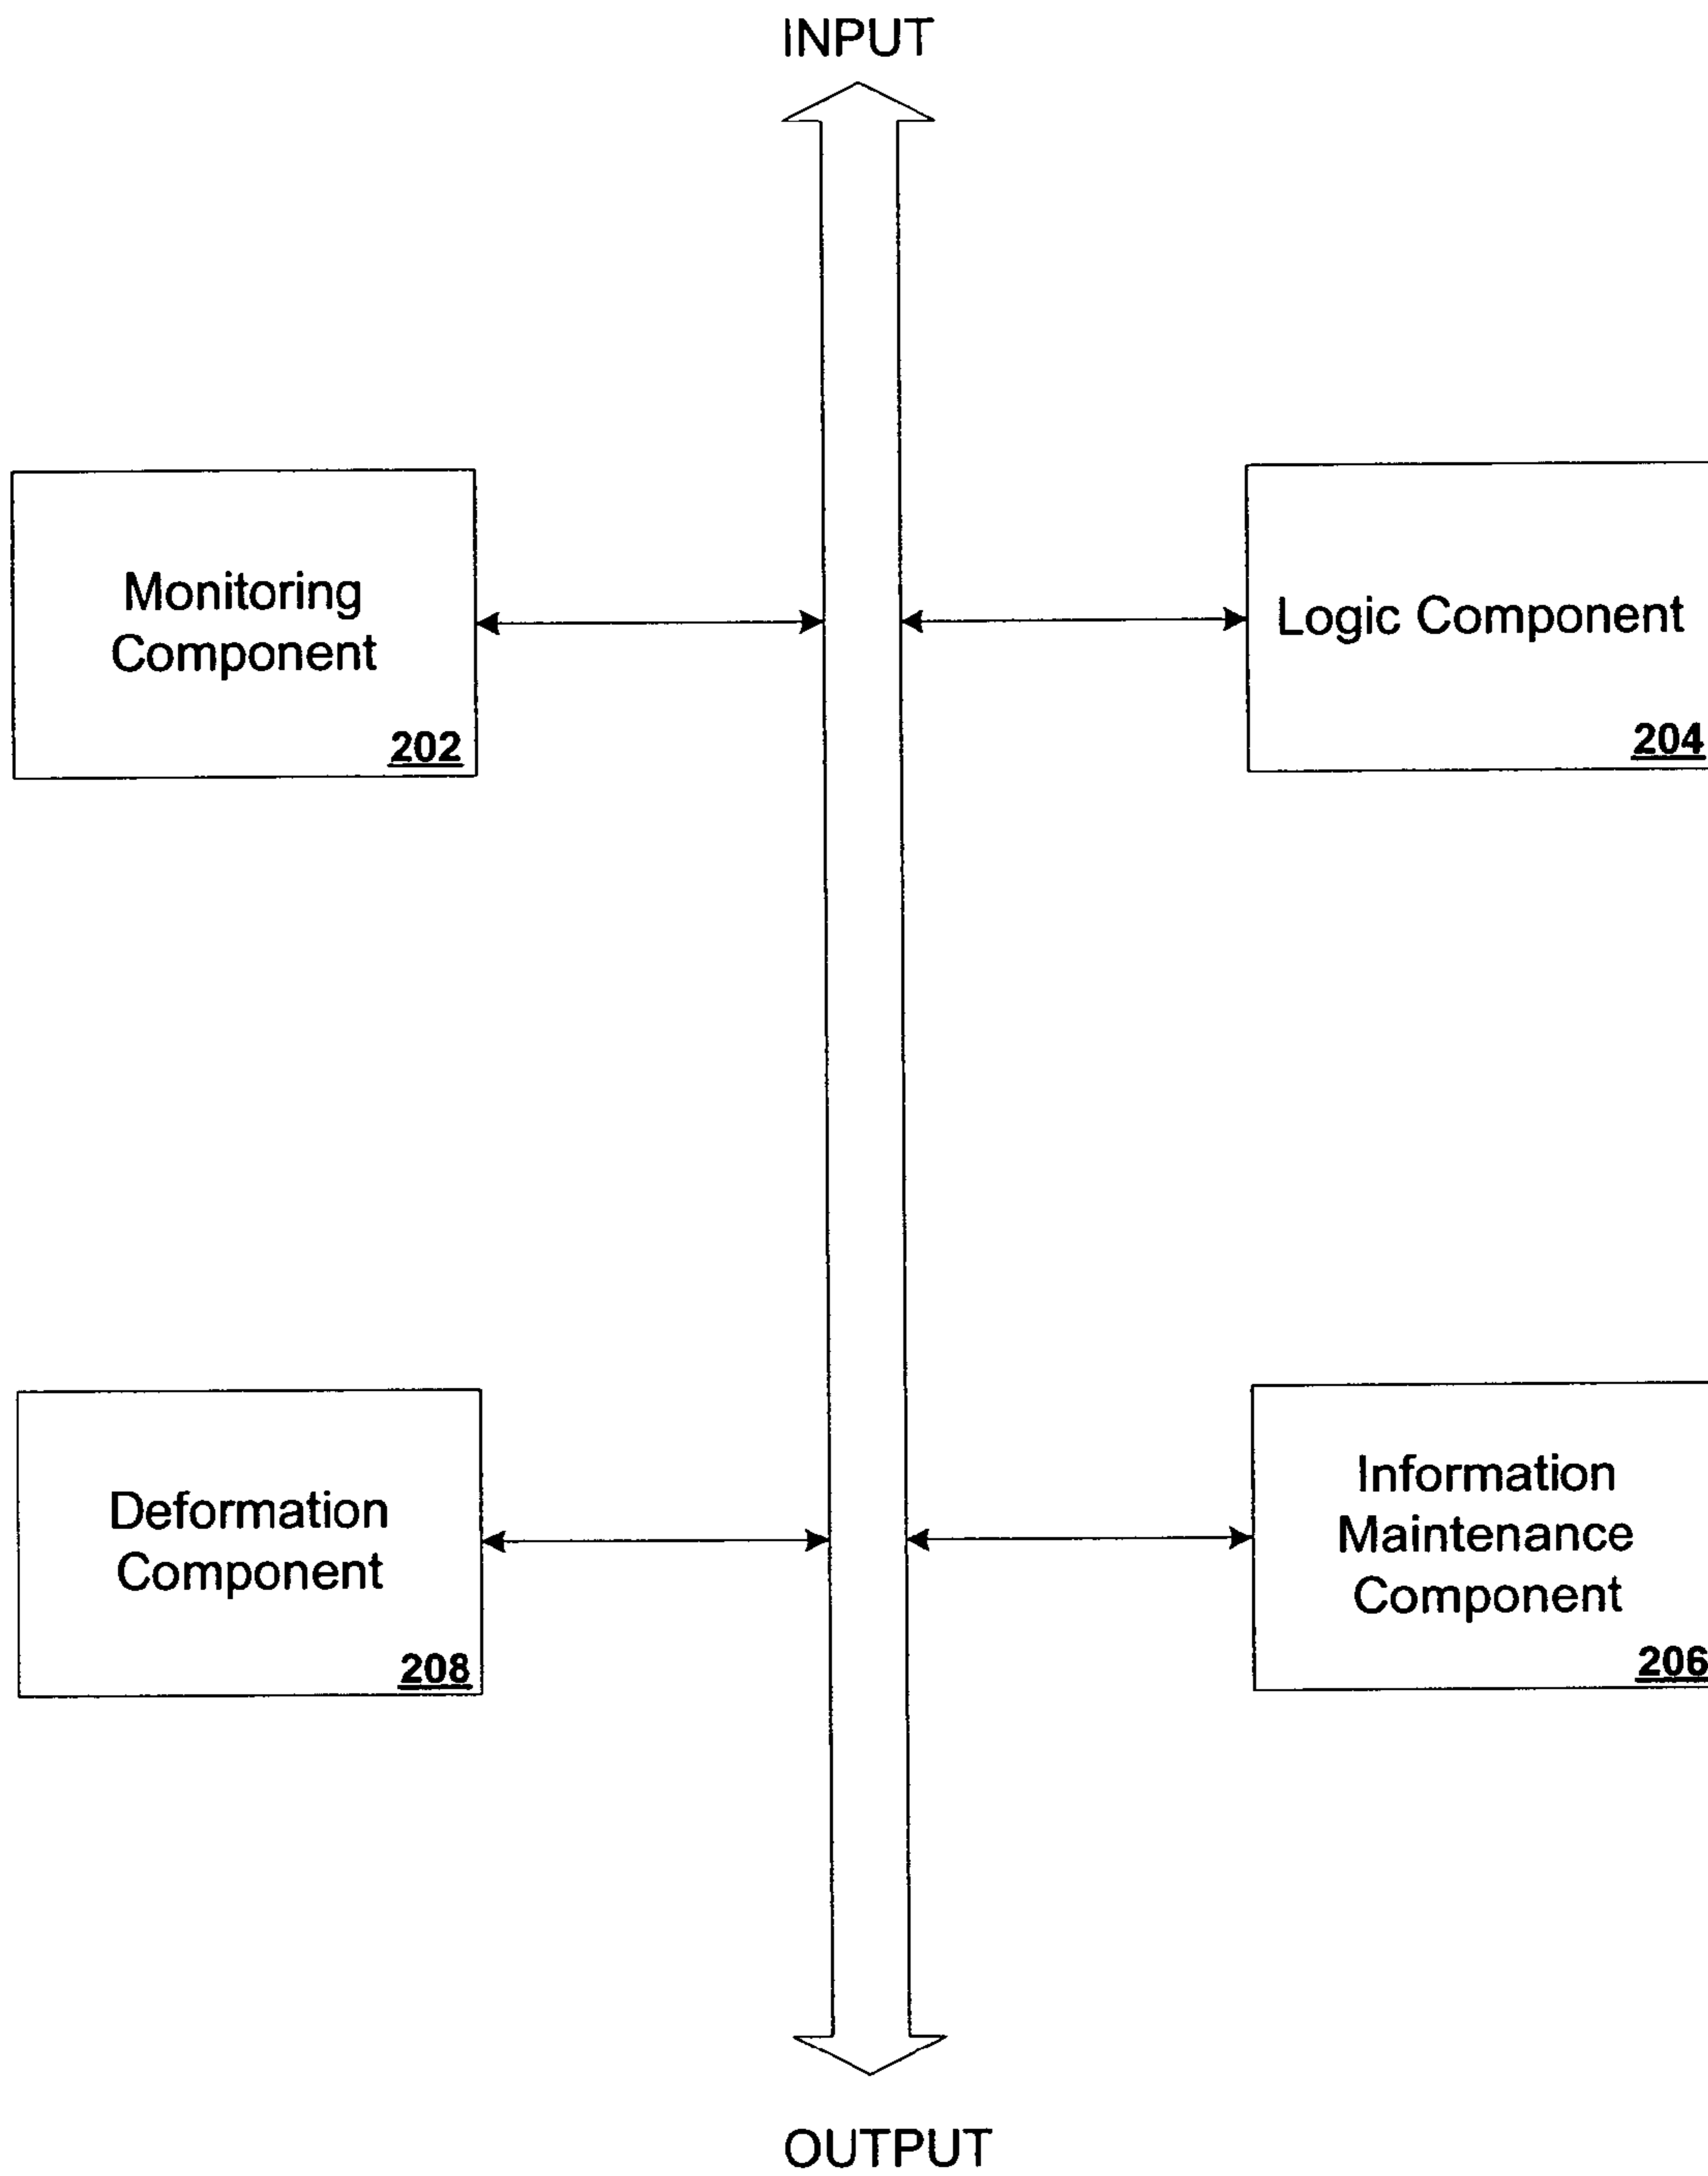 INPUT
Monitoring
Component
202
Logic Component
204
Deformation
Component
208
Information
Maintenance
Component
206
OUTPUT